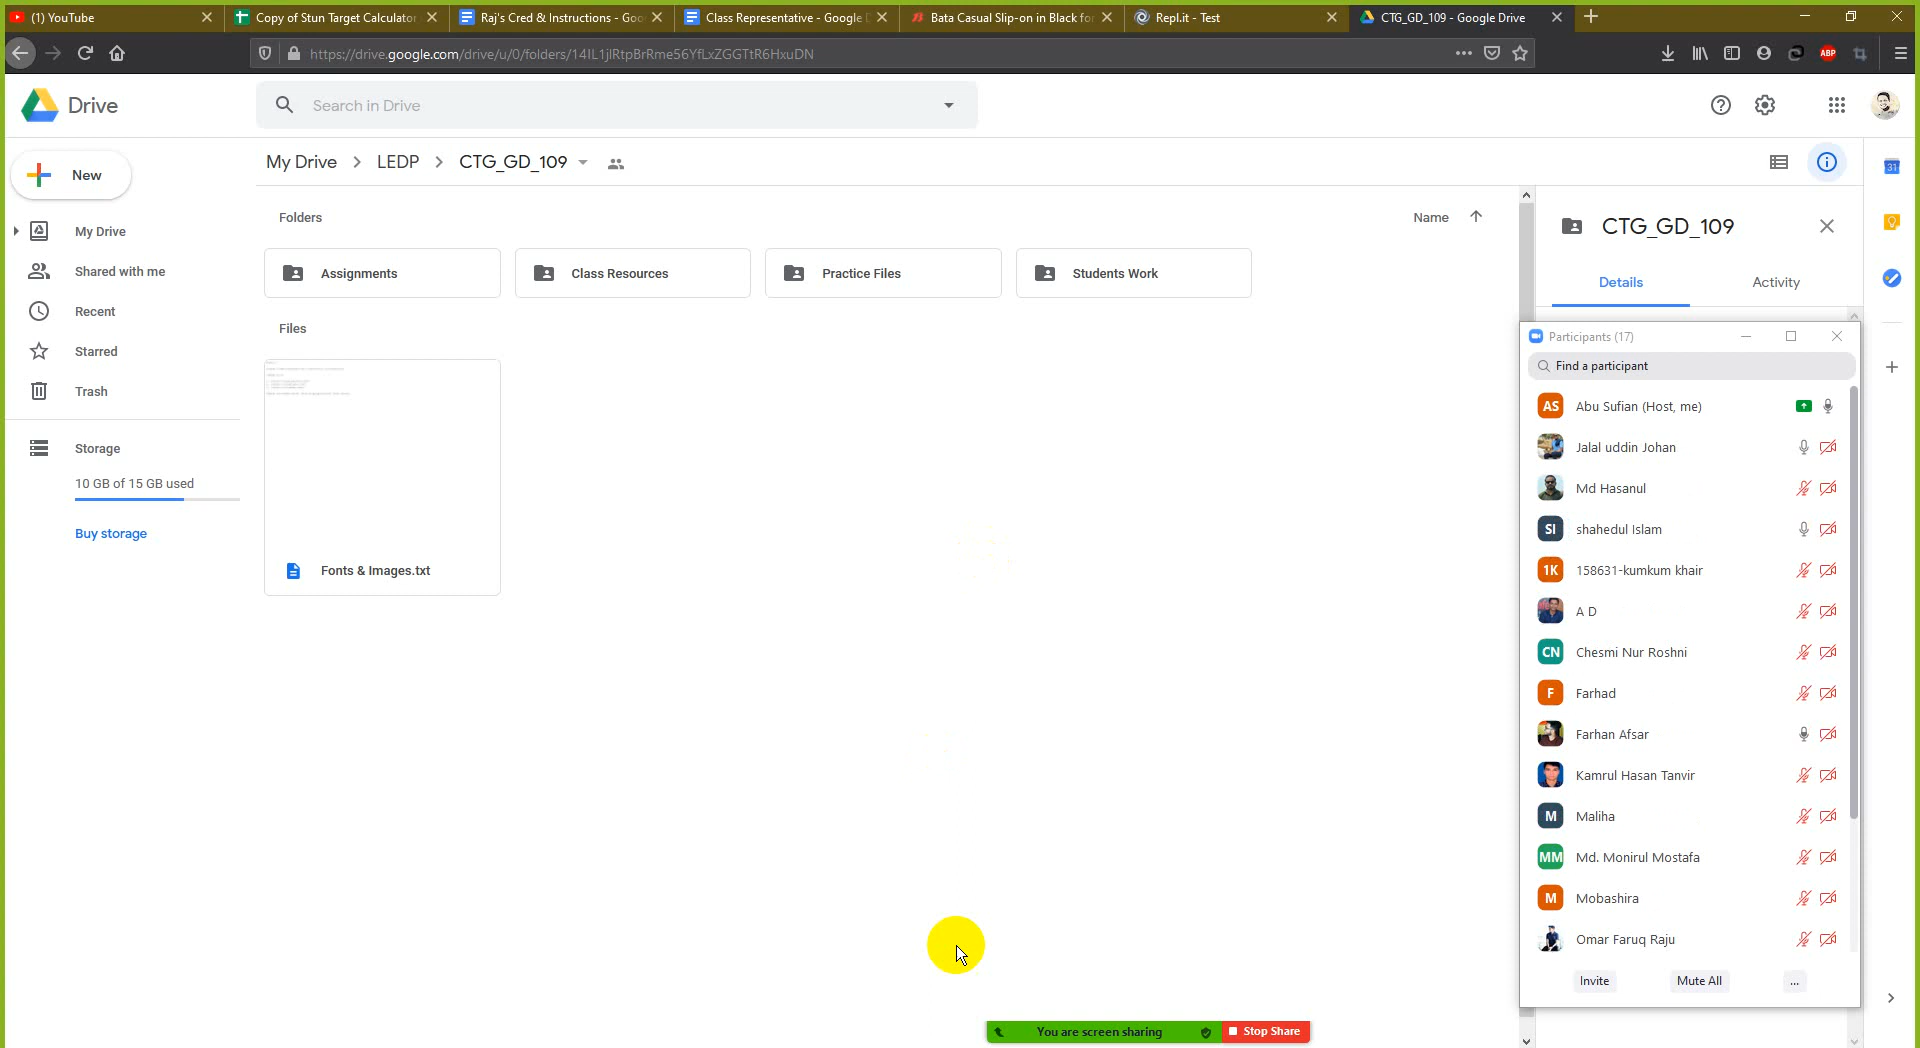 (1) YouTube
Copy of Stun Target Calculator
Raj's Cred & Instructions - Goo
Class Representative - Google D
Bata Casual Slip-on in Black fo
Repl.it - Test
CTG_GD_109 - Google Drive
https://drive.google.com/drive/u/0/folders/14IL1jlRtpBrRme56YfLxZGGTtR6HxuDN
ABP
Drive
Search in Drive
My Drive > LEDP > CTG_GD_109
31
New
Folders
Name
CTG_GD_109
My Drive
Shared with me
Assignments
Class Resources
Practice Files
Students Work
Details
Activity
Recent
Files
Starred
Trash
Storage
10 GB of 15 GB used
Buy storage
Fonts & Images.txt
Participants (17)
Find a participant
AS Abu Sufian (Host, me)
Jalal uddin Johan
Md Hasanul
SI shahedul Islam
1K 158631-kumkum khair
A D
CN Chesmi Nur Roshni
F Farhad
Farhan Afsar
Kamrul Hasan Tanvir
M Maliha
MM Md. Monirul Mostafa
M Mobashira
Omar Faruq Raju
Invite
Mute All
...
You are screen sharing
Stop Share